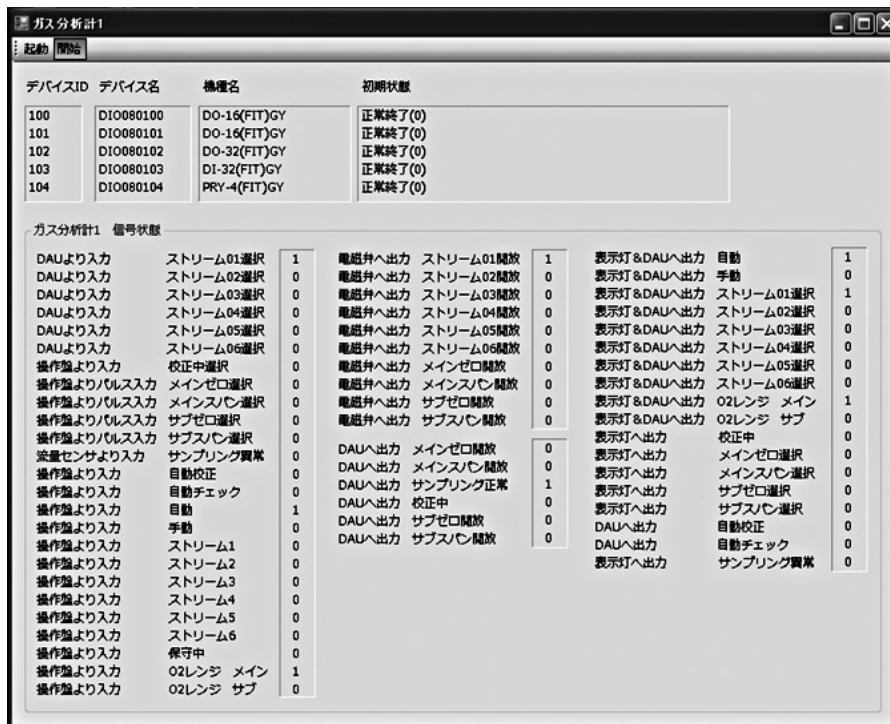 ガス分析計1
起動 開始
デバイスID デバイス名 機種名 初期状態
100 DIO080100 DO-16(FIT)GY 正常終了(0)
101 DIO080101 DO-16(FIT)GY 正常終了(0)
102 DIO080102 DO-32(FIT)GY 正常終了(0)
103 DIO080103 DI-32(FIT)GY 正常終了(0)
104 DIO080104 PRY-4(FIT)GY 正常終了(0)
ガス分析計1 信号状態
DAUより入力 ストリーム01選択 1
DAUより入力 ストリーム02選択 0
DAUより入力 ストリーム03選択 0
DAUより入力 ストリーム04選択 0
DAUより入力 ストリーム05選択 0
DAUより入力 ストリーム06選択 0
操作盤より入力 校正中選択 0
操作盤よりパルス入力 メインゼロ選択 0
操作盤よりパルス入力 メインスパン選択 0
操作盤よりパルス入力 サブゼロ選択 0
操作盤よりパルス入力 サブスパン選択 0
流量センサより入力 サンプリング異常 0
操作盤より入力 自動校正 0
操作盤より入力 自動チェック 0
操作盤より入力 自動 1
操作盤より入力 手動 0
操作盤より入力 ストリーム1 0
操作盤より入力 ストリーム2 0
操作盤より入力 ストリーム3 0
操作盤より入力 ストリーム4 0
操作盤より入力 ストリーム5 0
操作盤より入力 ストリーム6 0
操作盤より入力 保守中 0
操作盤より入力 O2レンジ メイン 1
操作盤より入力 O2レンジ サブ 0
電磁弁へ出力 ストリーム01開放 1
電磁弁へ出力 ストリーム02開放 0
電磁弁へ出力 ストリーム03開放 0
電磁弁へ出力 ストリーム04開放 0
電磁弁へ出力 ストリーム05開放 0
電磁弁へ出力 ストリーム06開放 0
電磁弁へ出力 メインゼロ開放 0
電磁弁へ出力 メインスパン開放 0
電磁弁へ出力 サブゼロ開放 0
電磁弁へ出力 サブスパン開放 0
DAUへ出力 メインゼロ開放 0
DAUへ出力 メインスパン開放 0
DAUへ出力 サンプリング正常 1
DAUへ出力 校正中 0
DAUへ出力 サブゼロ開放 0
DAUへ出力 サブスパン開放 0
表示灯&DAUへ出力 自動 1
表示灯&DAUへ出力 手動 0
表示灯&DAUへ出力 ストリーム01選択 1
表示灯&DAUへ出力 ストリーム02選択 0
表示灯&DAUへ出力 ストリーム03選択 0
表示灯&DAUへ出力 ストリーム04選択 0
表示灯&DAUへ出力 ストリーム05選択 0
表示灯&DAUへ出力 ストリーム06選択 0
表示灯&DAUへ出力 O2レンジ メイン 1
表示灯&DAUへ出力 O2レンジ サブ 0
表示灯へ出力 校正中 0
表示灯へ出力 メインゼロ選択 0
表示灯へ出力 メインスパン選択 0
表示灯へ出力 サブゼロ選択 0
表示灯へ出力 サブスパン選択 0
DAUへ出力 自動校正 0
DAUへ出力 自動チェック 0
表示灯へ出力 サンプリング異常 0